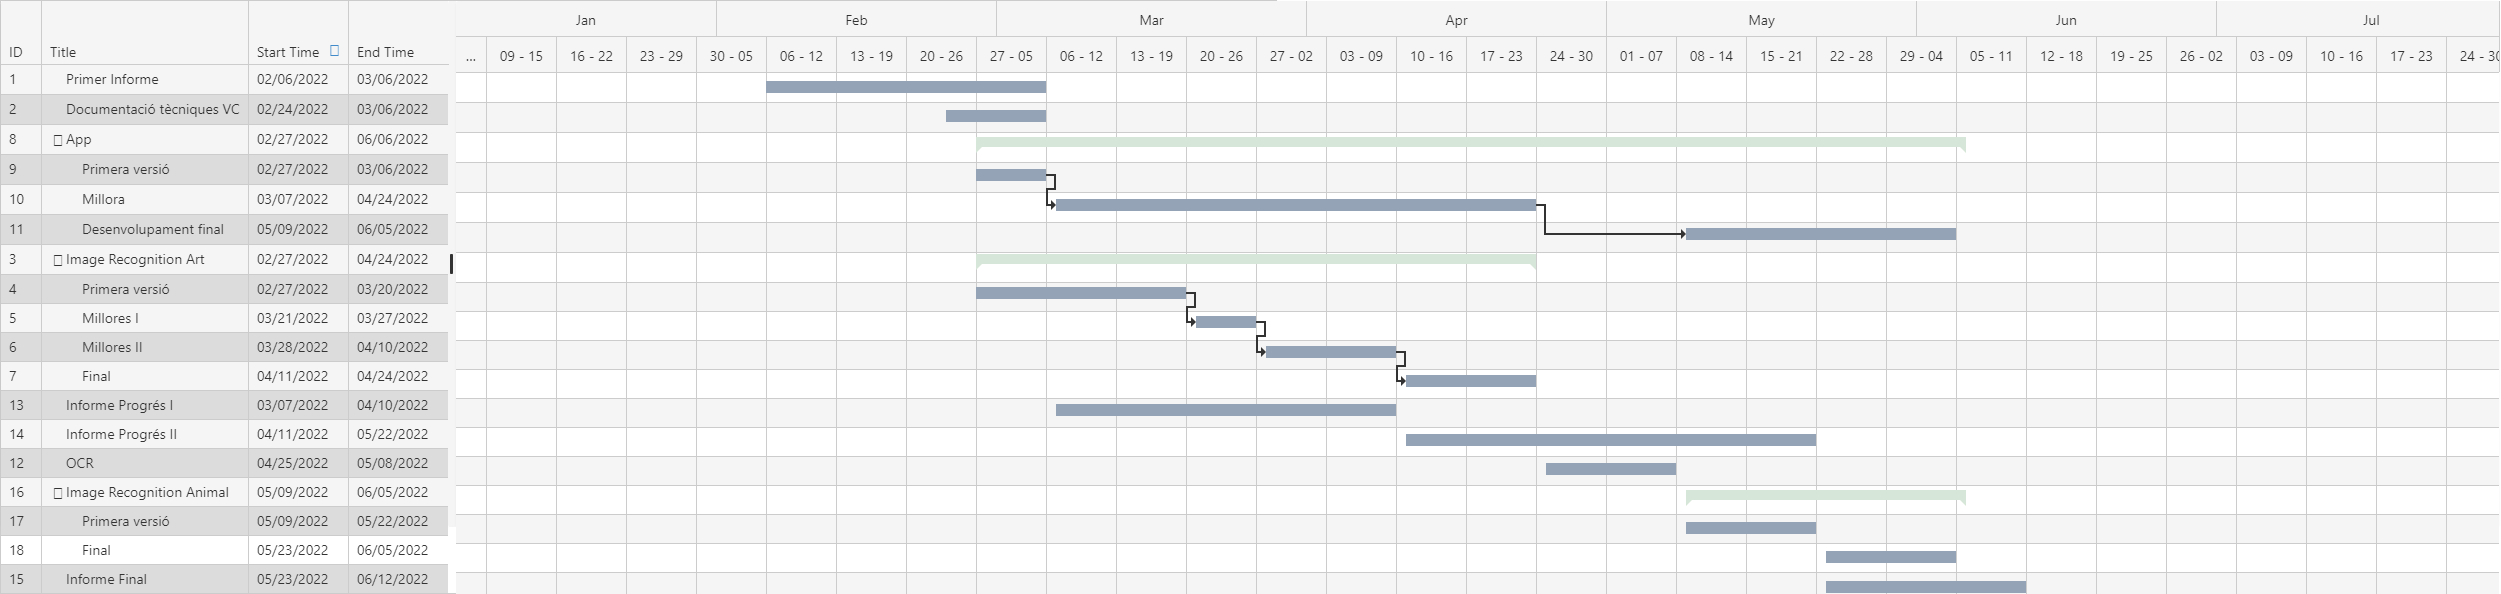 Jan Feb Mar Apr May Jun Jul
ID Title Start Time End Time
... 09 - 15 16 - 22 23 - 29 30 - 05 06 - 12 13 - 19 20 - 26 27 - 05 06 - 12 13 - 19 20 - 26 27 - 02 03 - 09 10 - 16 17 - 23 24 - 30 01 - 07 08 - 14 15 - 21 22 - 28 29 - 04 05 - 11 12 - 18 19 - 25 26 - 02 03 - 09 10 - 16 17 - 23 24 - 30
1 Primer Informe 02/06/2022 03/06/2022
2 Documentació tècniques VC 02/24/2022 03/06/2022
8 App 02/27/2022 06/06/2022
9 Primera versió 02/27/2022 03/06/2022
10 Millora 03/07/2022 04/24/2022
11 Desenvolupament final 05/09/2022 06/05/2022
3 Image Recognition Art 02/27/2022 04/24/2022
4 Primera versió 02/27/2022 03/20/2022
5 Millores I 03/21/2022 03/27/2022
6 Millores II 03/28/2022 04/10/2022
7 Final 04/11/2022 04/24/2022
13 Informe Progrés I 03/07/2022 04/10/2022
14 Informe Progrés II 04/11/2022 05/22/2022
12 OCR 04/25/2022 05/08/2022
16 Image Recognition Animal 05/09/2022 06/05/2022
17 Primera versió 05/09/2022 05/22/2022
18 Final 05/23/2022 06/05/2022
15 Informe Final 05/23/2022 06/12/2022